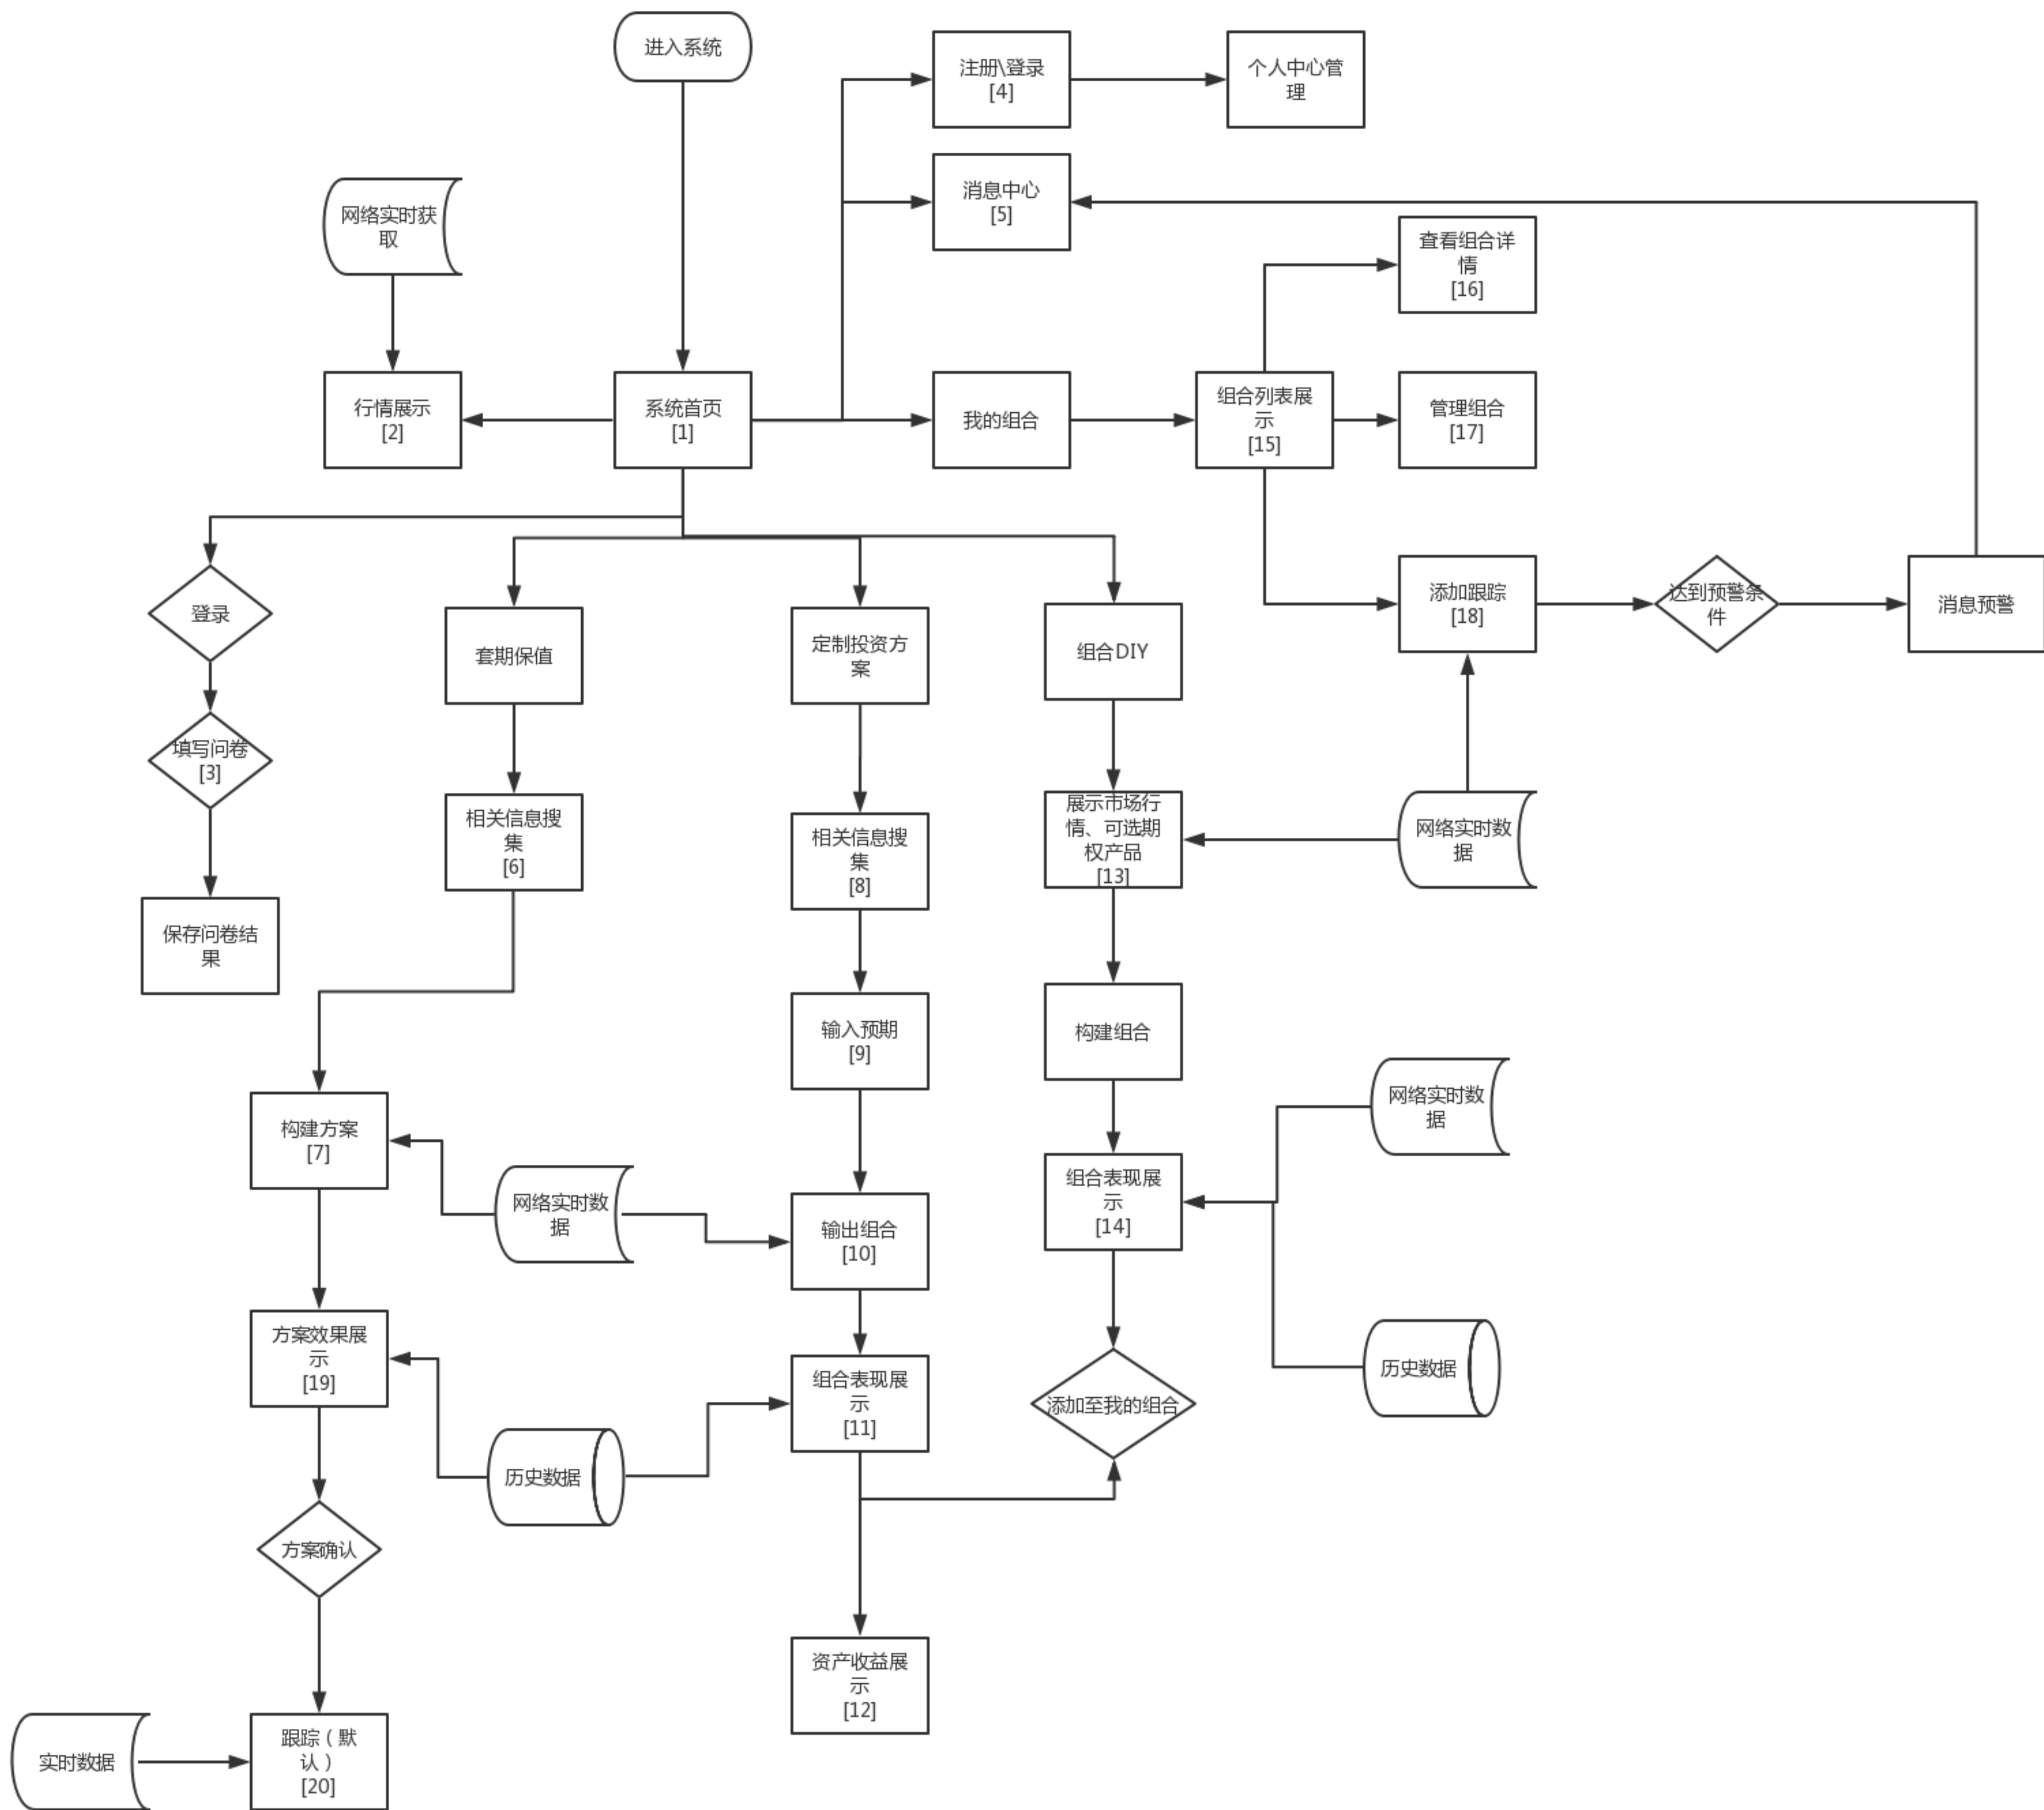 进入系统
注册\登录
[4]
个人中心管
理
消息中心
[5]
网络实时获
取
查看组合详
情
[16]
行情展示
[2]
系统首页
[1]
我的组合
组合列表展
示
[15]
管理组合
[17]
登录
套期保值
定制投资方
案
组合DIY
添加跟踪
[18]
达到预警条
件
消息预警
填写问卷
[3]
相关信息搜
集
[6]
相关信息搜
集
[8]
展示市场行
情、可选期
权产品
[13]
网络实时数
据
保存问卷结
果
输入预期
[9]
构建组合
构建方案
[7]
网络实时数
据
网络实时数
据
输出组合
[10]
组合表现展
示
[14]
方案效果展
示
[19]
组合表现展
示
[11]
添加至我的组合
历史数据
历史数据
方案确认
资产收益展
示
[12]
实时数据
跟踪（默
认）
[20]